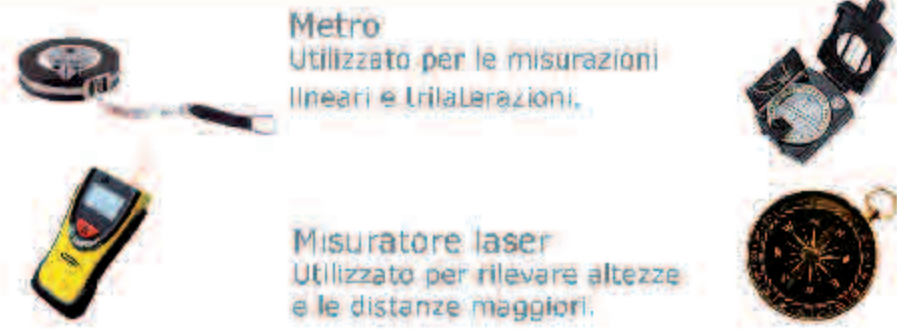 Metro
Utilizzato per le misurazioni
lineari e trilaterazioni.
Misuratore laser
Utilizzato per rilevare altezze
e le distanze maggiori.